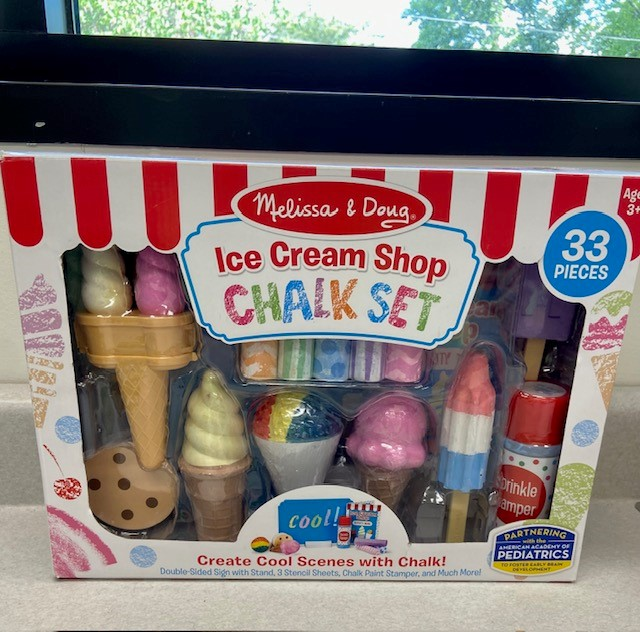 Melissa & Doug®
Ice Cream Shop
CHALK SET
33
PIECES
Age
3+
cool!
Sprinkle
Stamper
Create Cool Scenes with Chalk!
Double-Sided Sign with Stand, 3 Stencil Sheets, Chalk Paint Stamper, and Much More!
PARTNERING
with the
AMERICAN ACADEMY OF
PEDIATRICS
TO FOSTER EARLY BRAIN
DEVELOPMENT